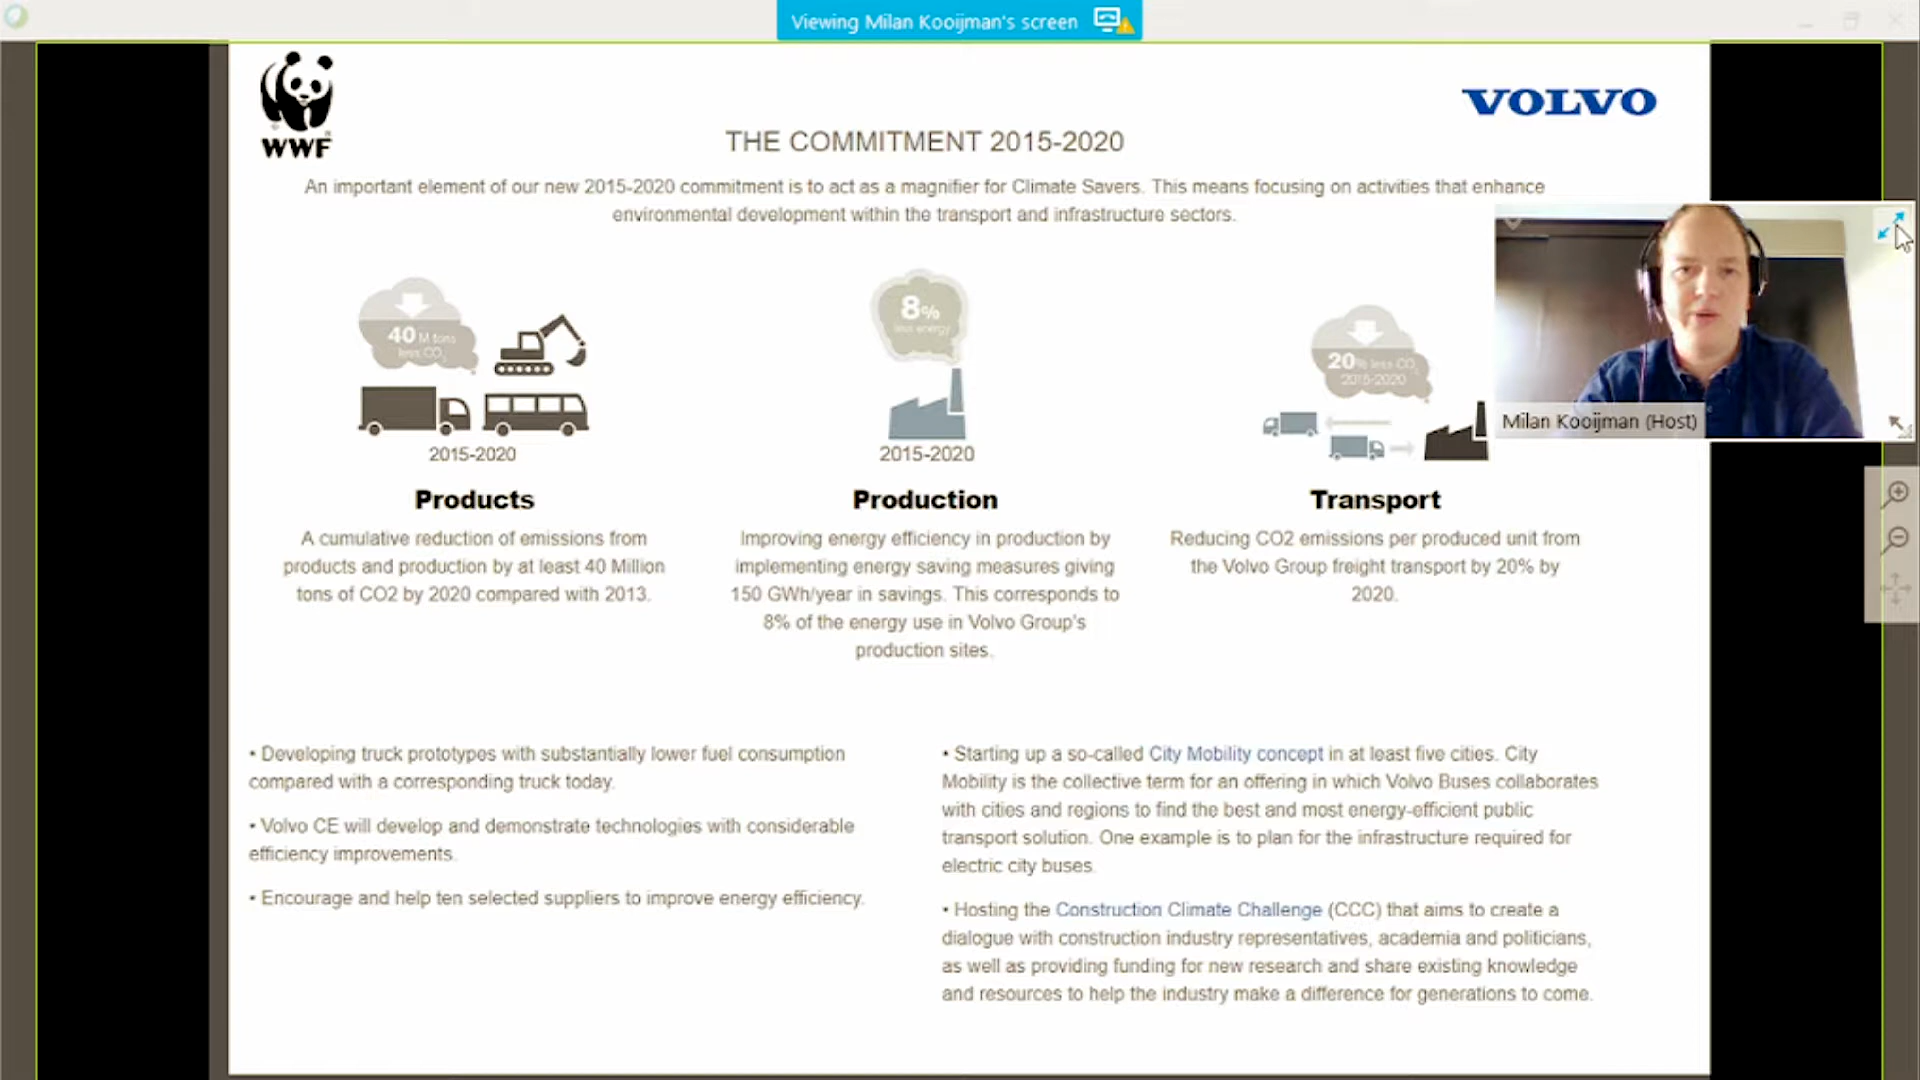 Viewing Milan Kooijman's screen
WWF
VOLVO
THE COMMITMENT 2015-2020
An important element of our new 2015-2020 commitment is to act as a magnifier for Climate Savers. This means focusing on activities that enhance
environmental development within the transport and infrastructure sectors.
40 M tons
less CO2
2015-2020
Products
A cumulative reduction of emissions from
products and production by at least 40 Million
tons of CO2 by 2020 compared with 2013.
8%
less energy
2015-2020
Production
Improving energy efficiency in production by
implementing energy saving measures giving
150 GWh/year in savings. This corresponds to
8% of the energy use in Volvo Group's
production sites.
20% less CO2
2015-2020
Transport
Reducing CO2 emissions per produced unit from
the Volvo Group freight transport by 20% by
2020.
Milan Kooijman (Host)
• Developing truck prototypes with substantially lower fuel consumption
compared with a corresponding truck today.
• Volvo CE will develop and demonstrate technologies with considerable
efficiency improvements.
• Encourage and help ten selected suppliers to improve energy efficiency.
• Starting up a so-called City Mobility concept in at least five cities. City
Mobility is the collective term for an offering in which Volvo Buses collaborates
with cities and regions to find the best and most energy-efficient public
transport solution. One example is to plan for the infrastructure required for
electric city buses.
• Hosting the Construction Climate Challenge (CCC) that aims to create a
dialogue with construction industry representatives, academia and politicians,
as well as providing funding for new research and share existing knowledge
and resources to help the industry make a difference for generations to come.